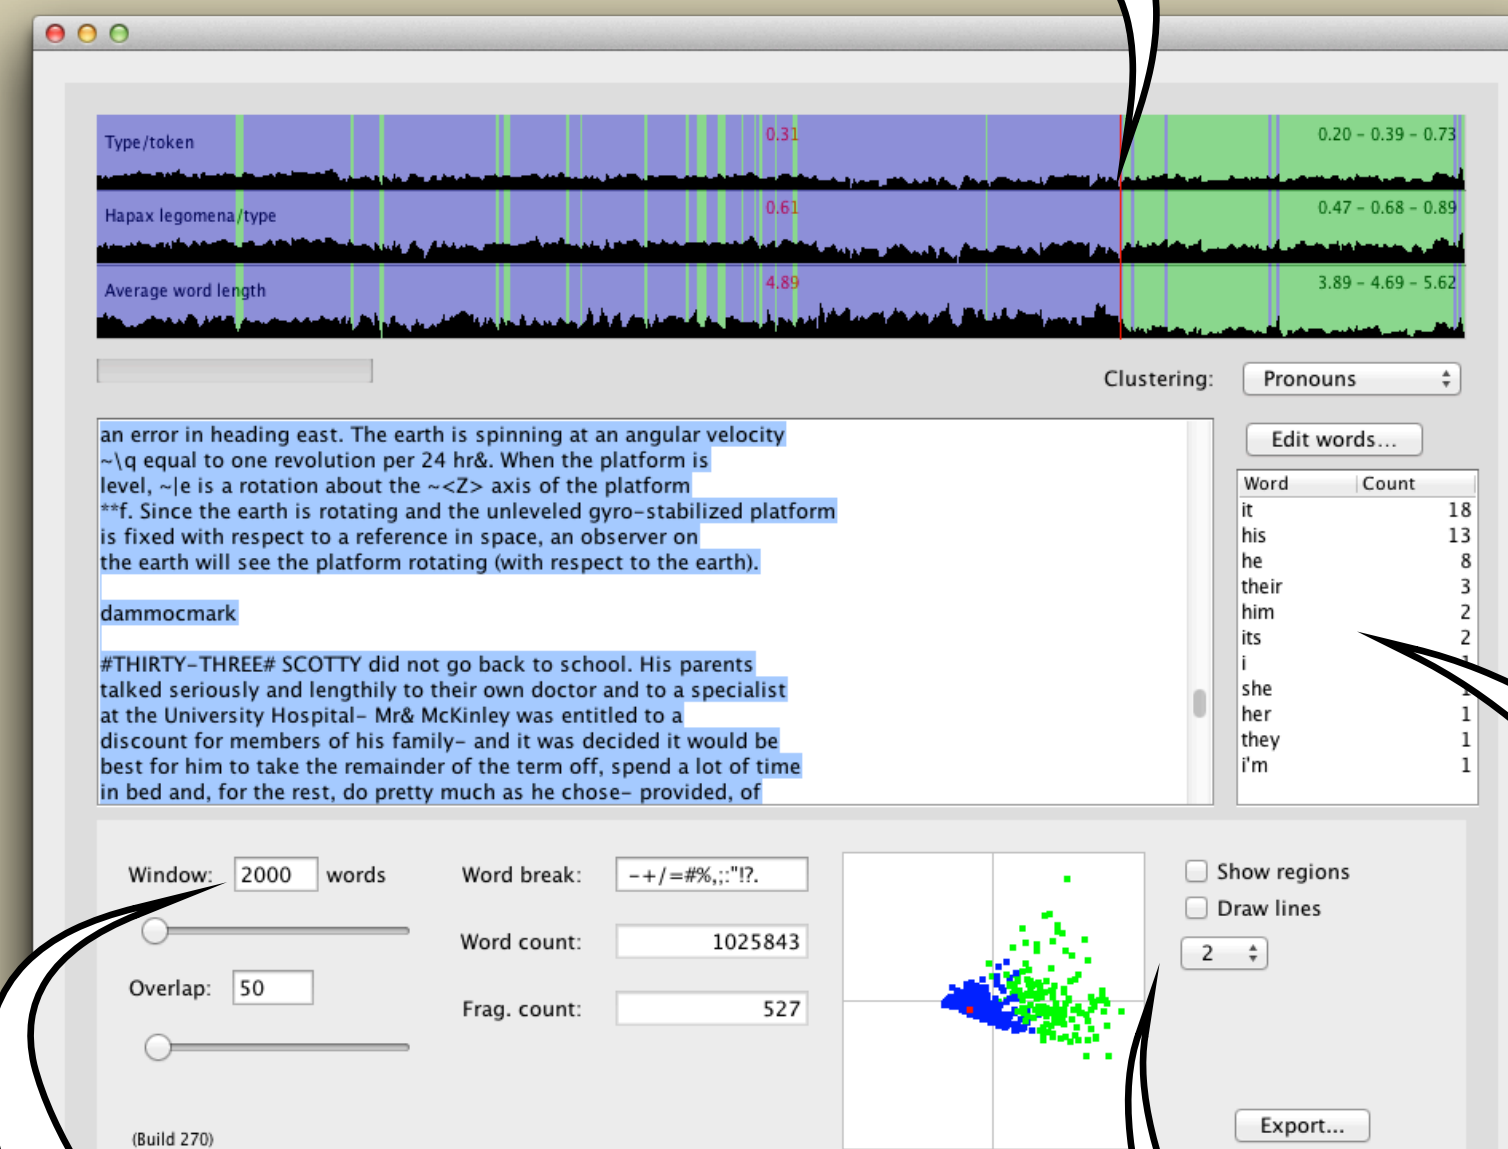 Type/token 0.31 0.20 – 0.39 – 0.73
Hapax legomena/type 0.61 0.47 – 0.68 – 0.89
Average word length 4.89 3.89 – 4.69 – 5.62
Clustering: Pronouns
an error in heading east. The earth is spinning at an angular velocity
~\q equal to one revolution per 24 hr&. When the platform is
level, ~|e is a rotation about the ~<Z> axis of the platform
**f. Since the earth is rotating and the unleveled gyro-stabilized platform
is fixed with respect to a reference in space, an observer on
the earth will see the platform rotating (with respect to the earth).
dammocmark
#THIRTY-THREE# SCOTTY did not go back to school. His parents
talked seriously and lengthily to their own doctor and to a specialist
at the University Hospital- Mr& McKinley was entitled to a
discount for members of his family- and it was decided it would be
best for him to take the remainder of the term off, spend a lot of time
in bed and, for the rest, do pretty much as he chose- provided, of
Edit words...
Word Count
it 18
his 13
he 8
their 3
him 2
its 2
i 1
she 1
her 1
they 1
i'm 1
Window: 2000 words
Overlap: 50
(Build 270)
Word break: -+/=#%,;:"!?.
Word count: 1025843
Frag. count: 527
Show regions
Draw lines
2
Export...